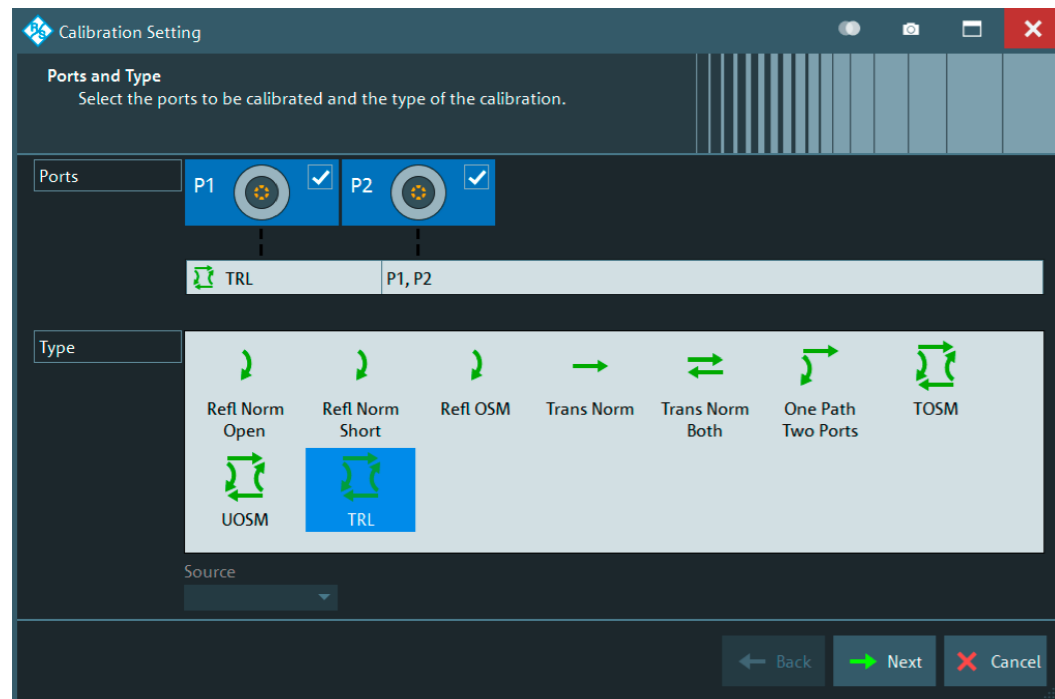 R&S Calibration Setting
Ports and Type
Select the ports to be calibrated and the type of the calibration.
Ports
P1
P2
TRL
P1, P2
Type
Refl Norm
Open
Refl Norm
Short
Refl OSM
Trans Norm
Trans Norm
Both
One Path
Two Ports
TOSM
UOSM
TRL
Source
Back
Next
Cancel